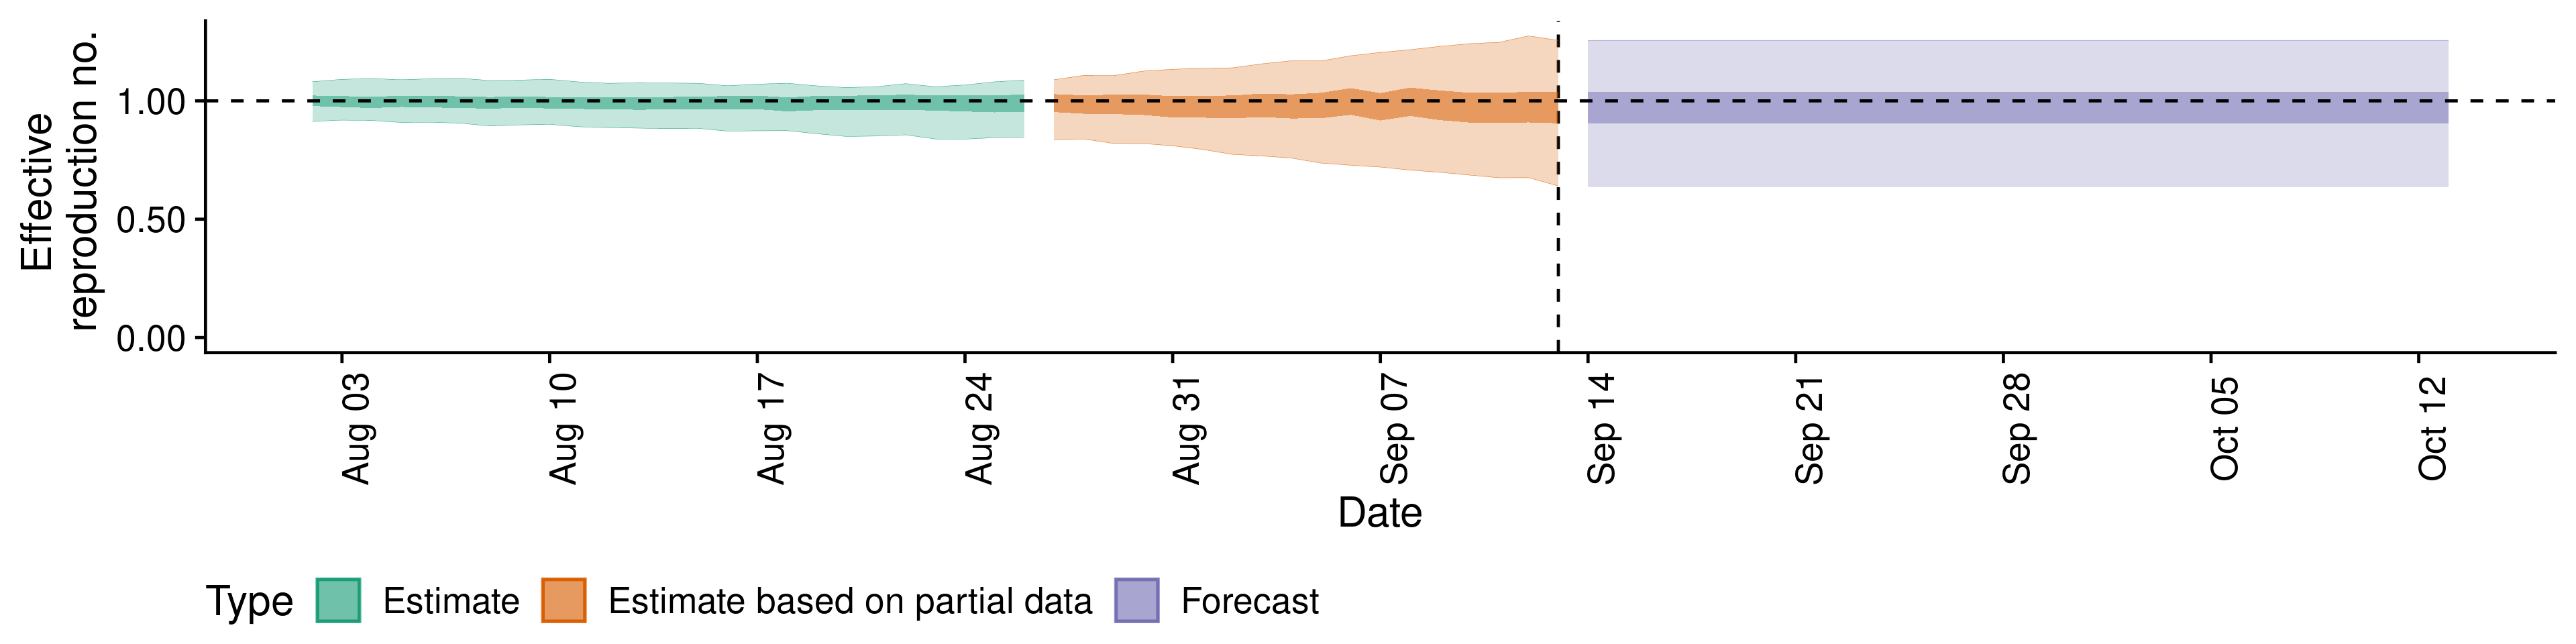 Effective
reproduction no.
1.00
0.50
0.00
Aug 03
Aug 10
Aug 17
Aug 24
Aug 31
Sep 07
Sep 14
Sep 21
Sep 28
Oct 05
Oct 12
Date
Type Estimate Estimate based on partial data Forecast